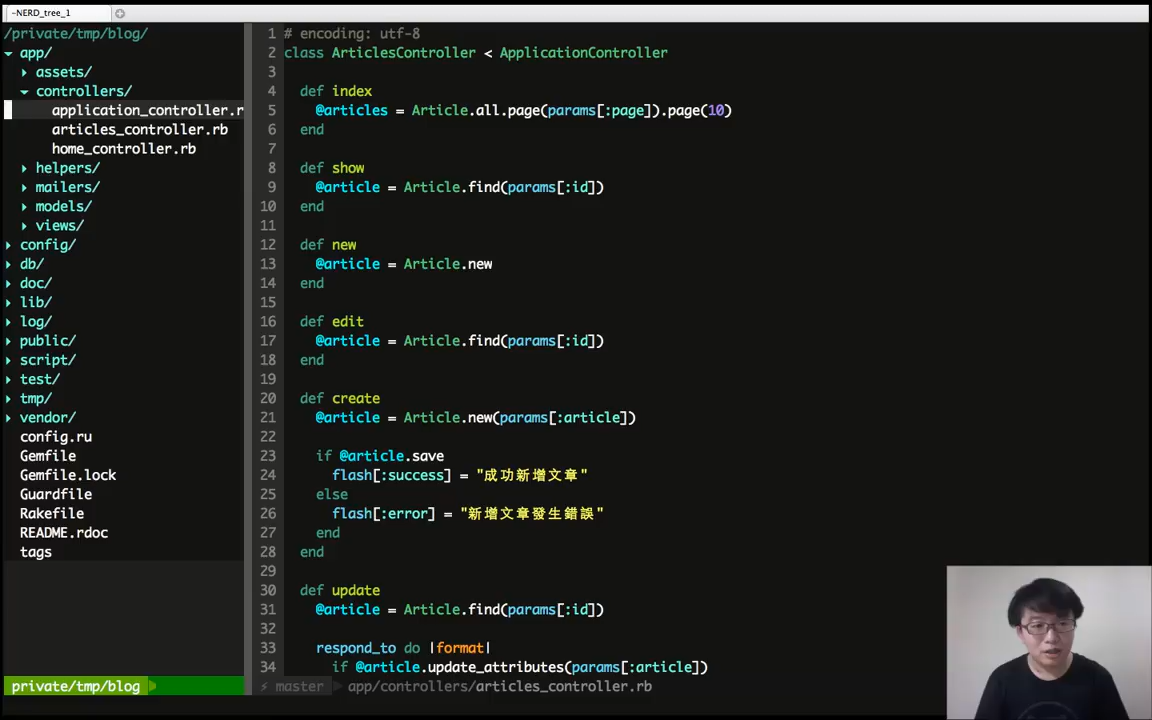 ~NERD_tree_1
/private/tmp/blog/
app/
assets/
controllers/
application_controller.r
articles_controller.rb
home_controller.rb
helpers/
mailers/
models/
views/
config/
db/
doc/
lib/
log/
public/
script/
test/
tmp/
vendor/
config.ru
Gemfile
Gemfile.lock
Guardfile
Rakefile
README.rdoc
tags
private/tmp/blog
1 # encoding: utf-8
2 class ArticlesController < ApplicationController
3
4 def index
5 @articles = Article.all.page(params[:page]).page(10)
6 end
7
8 def show
9 @article = Article.find(params[:id])
10 end
11
12 def new
13 @article = Article.new
14 end
15
16 def edit
17 @article = Article.find(params[:id])
18 end
19
20 def create
21 @article = Article.new(params[:article])
22
23 if @article.save
24 flash[:success] = "成功新增文章"
25 else
26 flash[:error] = "新增文章發生錯誤"
27 end
28 end
29
30 def update
31 @article = Article.find(params[:id])
32
33 respond_to do |format|
34 if @article.update_attributes(params[:article])
⚡ master app/controllers/articles_controller.rb